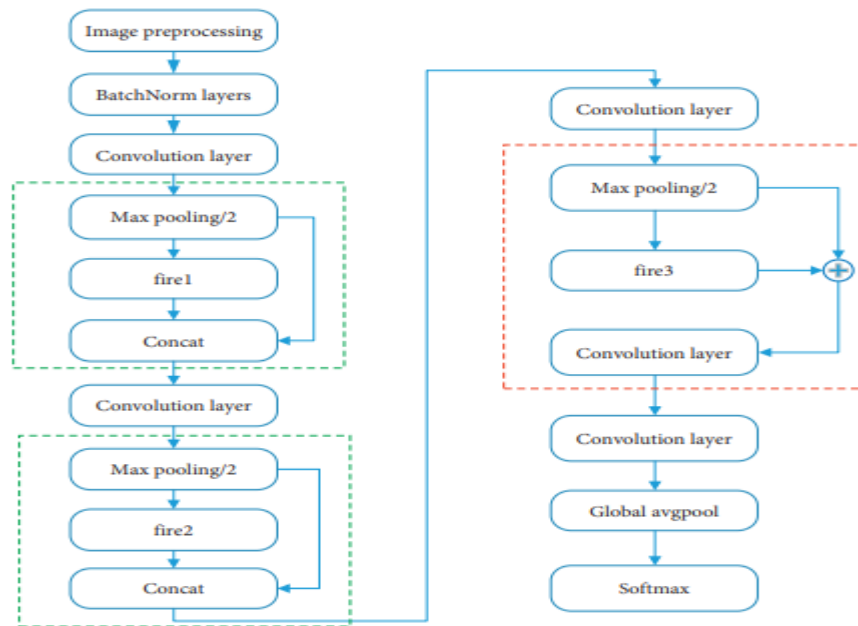 Image preprocessing
BatchNorm layers
Convolution layer
Max pooling/2
fire1
Concat
Convolution layer
Max pooling/2
fire2
Concat
Convolution layer
Max pooling/2
fire3
Convolution layer
Convolution layer
Global avgpool
Softmax